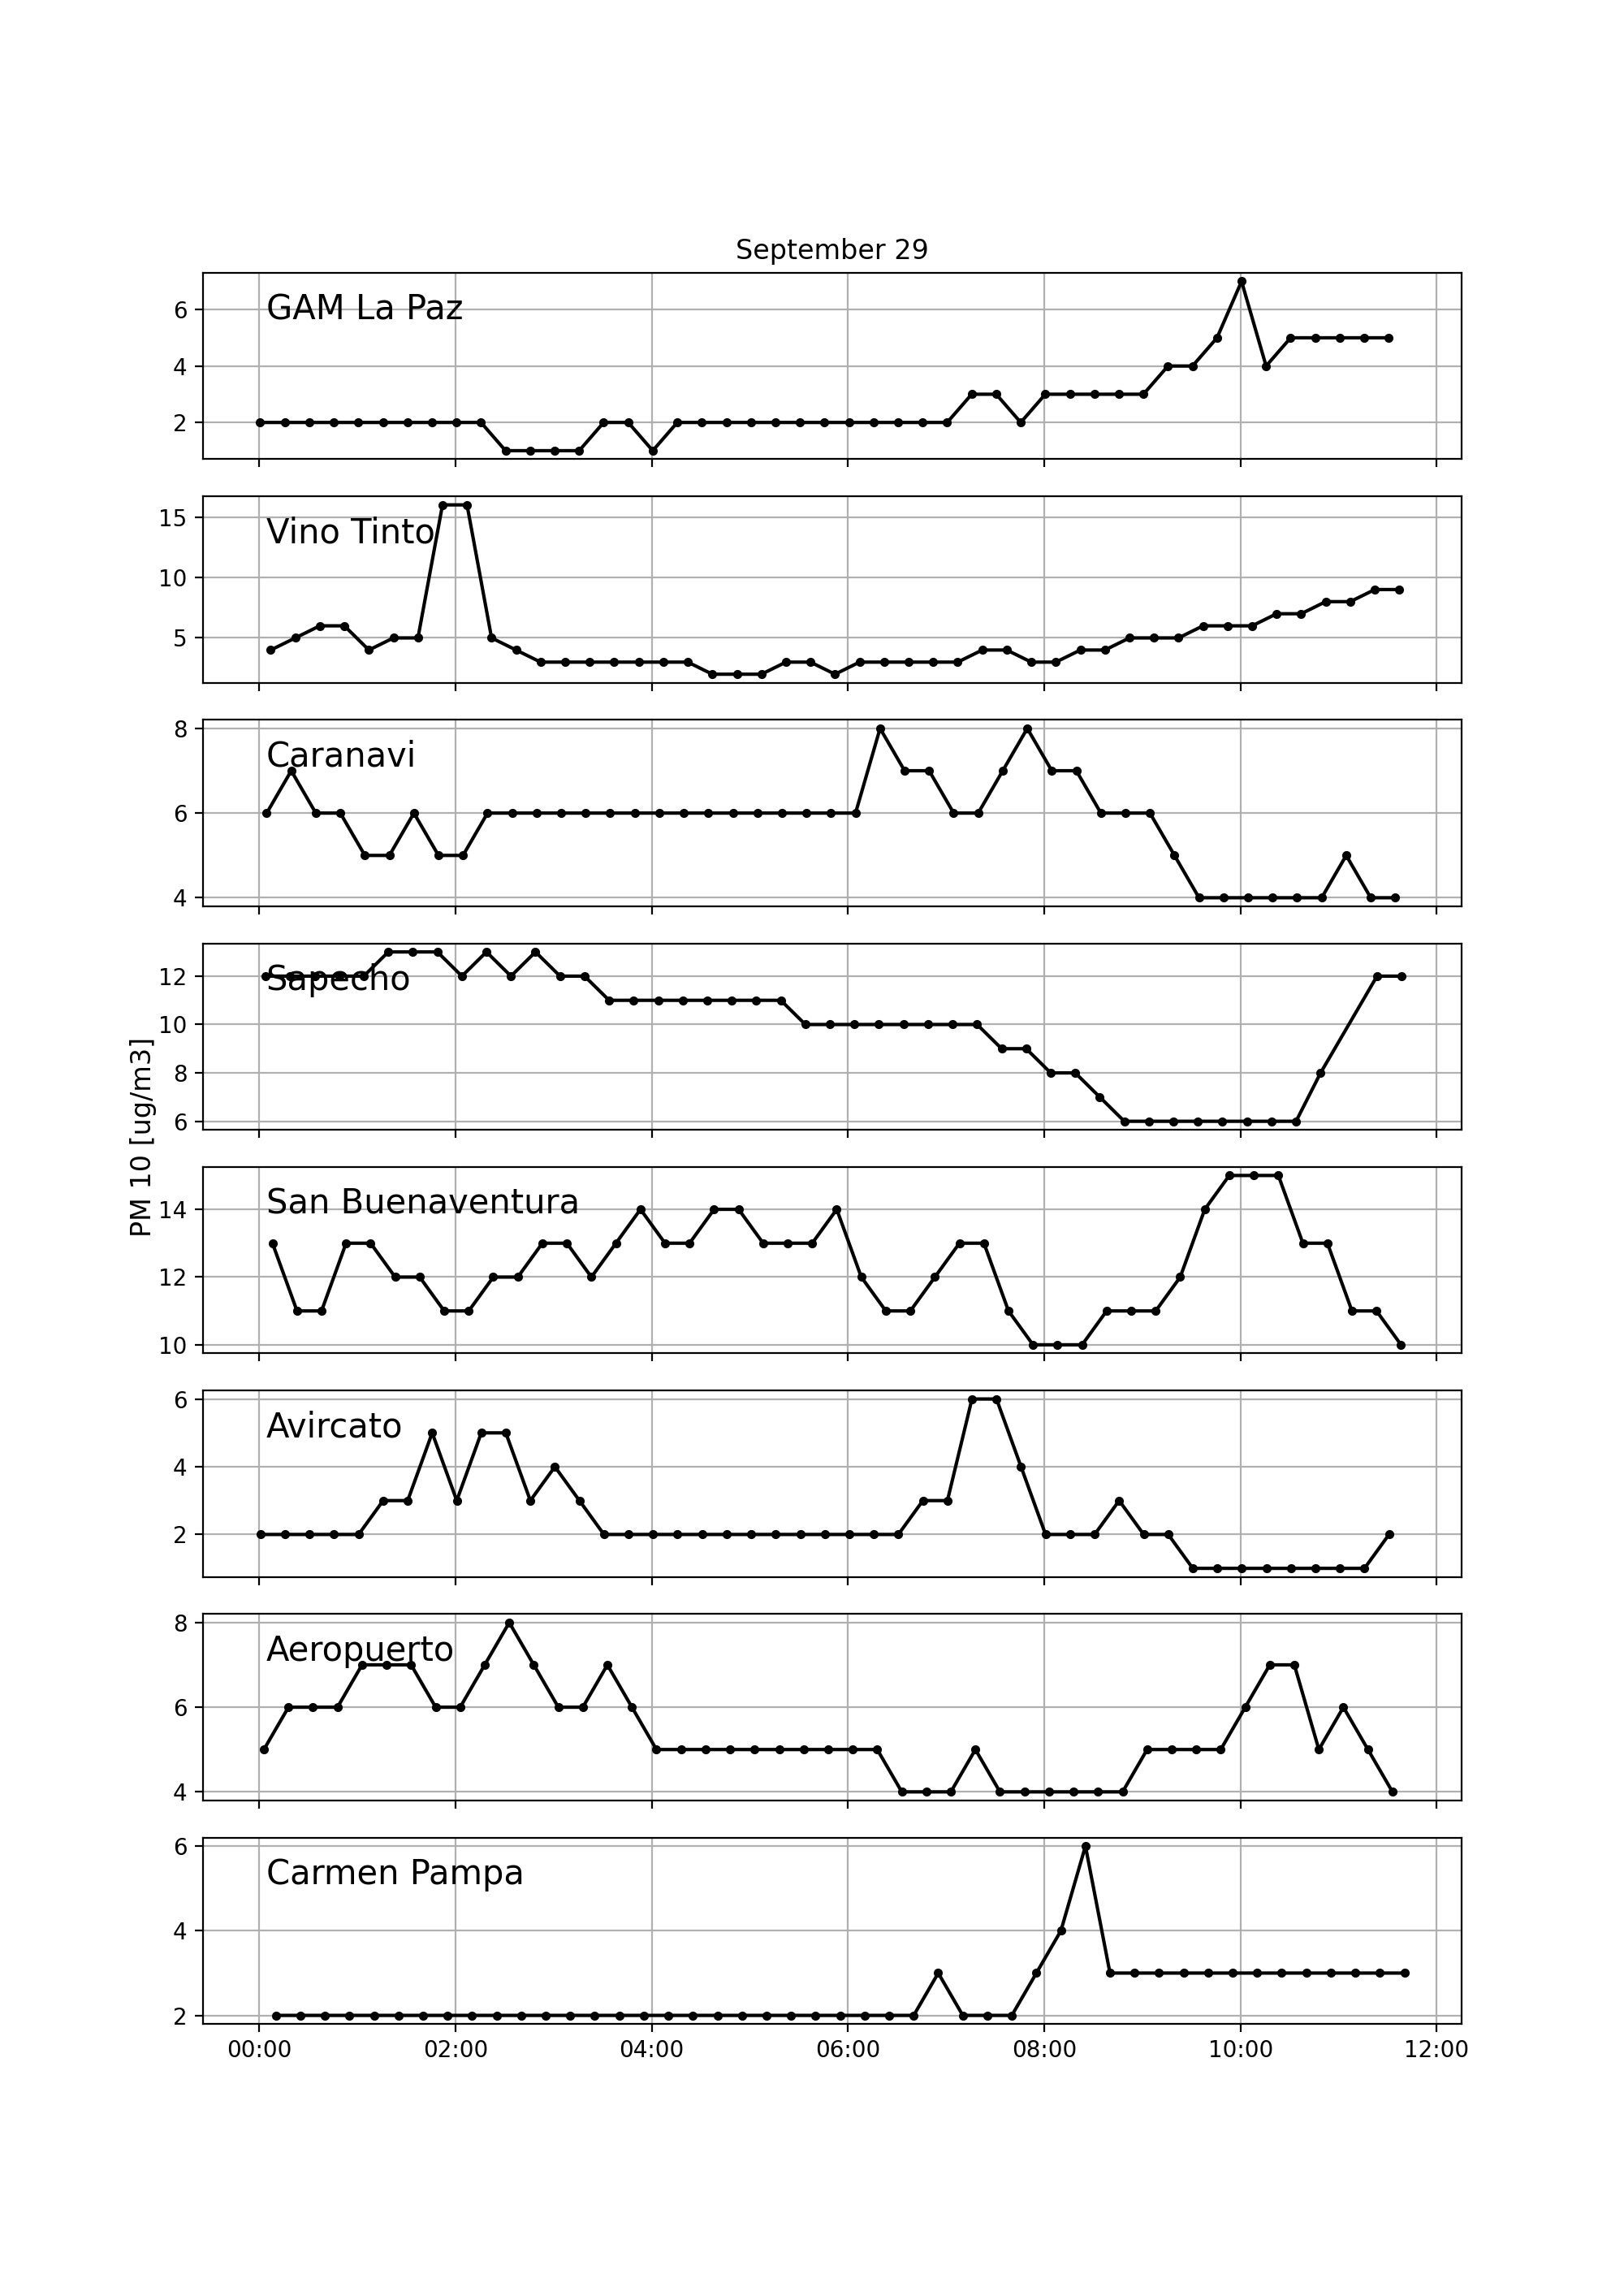 September 29
GAM La Paz
6
4
2
Vino Tinto
15
10
5
Caranavi
8
6
4
Sapecho
12
10
8
6
PM 10 [ug/m3]
San Buenaventura
14
12
10
Avircato
6
4
2
Aeropuerto
8
6
4
Carmen Pampa
6
4
2
00:00 02:00 04:00 06:00 08:00 10:00 12:00